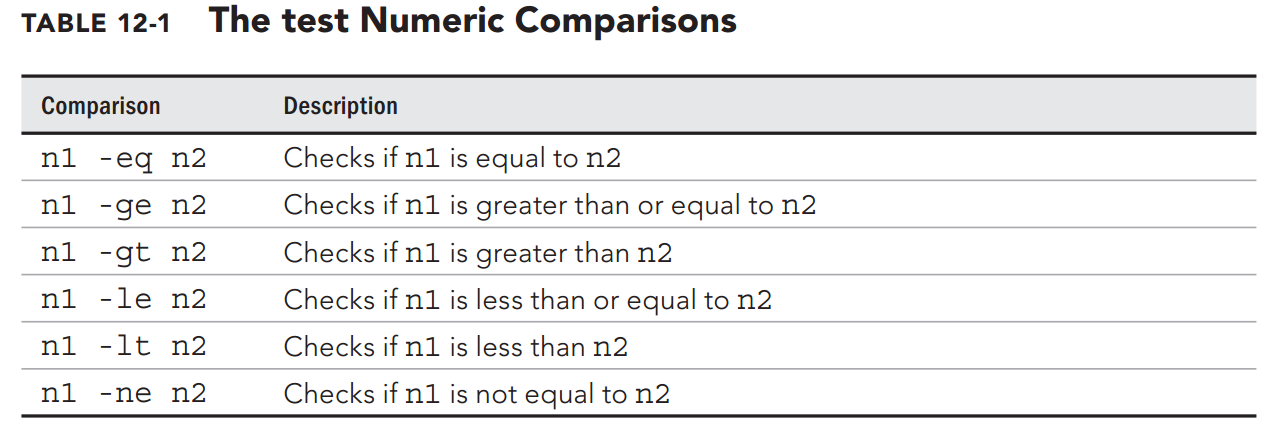 TABLE 12-1 The test Numeric Comparisons
Comparison Description
n1 -eq n2 Checks if n1 is equal to n2
n1 -ge n2 Checks if n1 is greater than or equal to n2
n1 -gt n2 Checks if n1 is greater than n2
n1 -le n2 Checks if n1 is less than or equal to n2
n1 -lt n2 Checks if n1 is less than n2
n1 -ne n2 Checks if n1 is not equal to n2